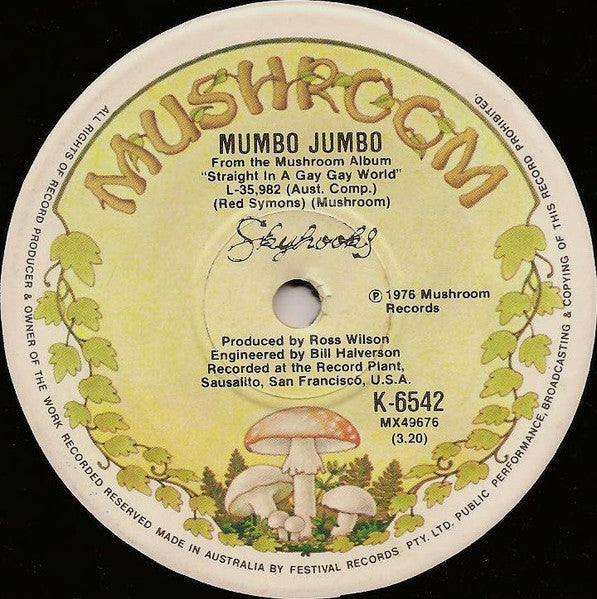 MUSHROOM
MUMBO JUMBO
From the Mushroom Album
"Straight In A Gay Gay World"
L-35,982 (Aust. Comp.)
(Red Symons) (Mushroom)
Skyhooks
Ⓟ 1976 Mushroom
Records
Produced by Ross Wilson
Engineered by Bill Halverson
Recorded at the Record Plant,
Sausalito, San Francisco, U.S.A.
K-6542
MX49676
(3.20)
ALL RIGHTS OF RECORD PRODUCER & OWNER OF THE WORK RECORDED RESERVED MADE IN AUSTRALIA BY FESTIVAL RECORDS PTY. LTD. PUBLIC PERFORMANCE, BROADCASTING & COPYING OF THIS RECORD PROHIBITED.